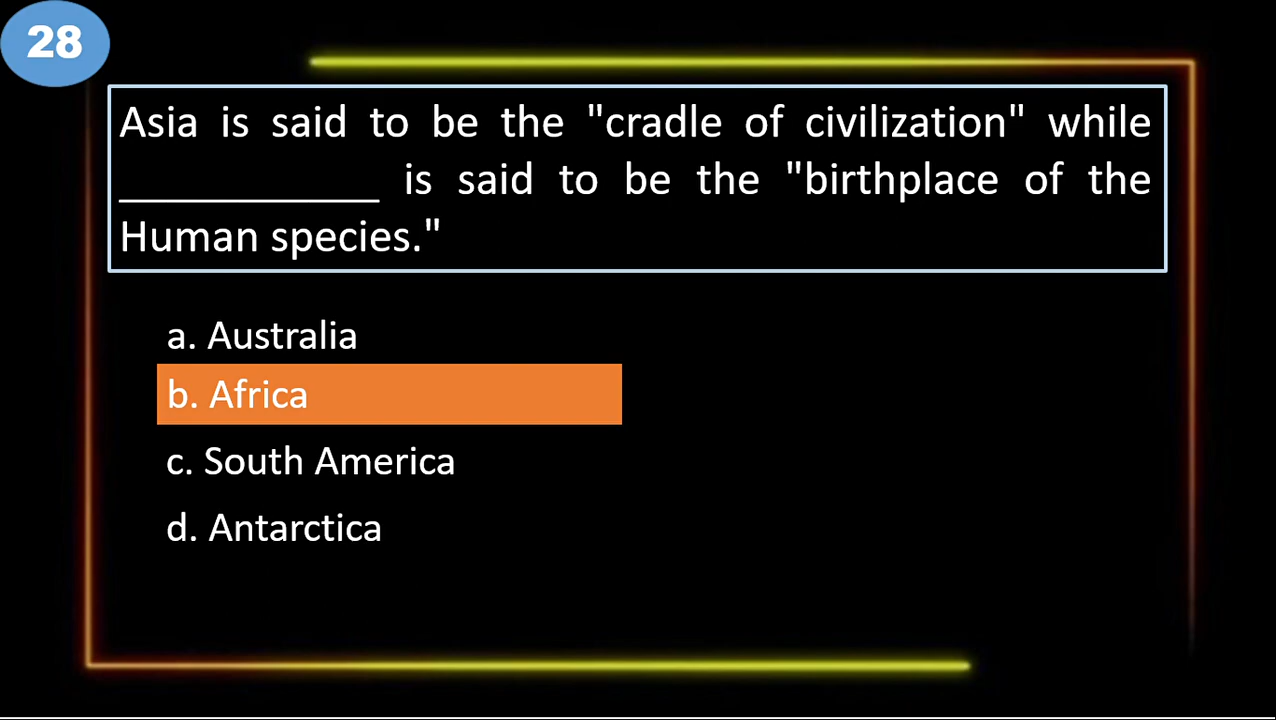 28
Asia is said to be the "cradle of civilization" while
_____________ is said to be the "birthplace of the
Human species."
a. Australia
b. Africa
c. South America
d. Antarctica